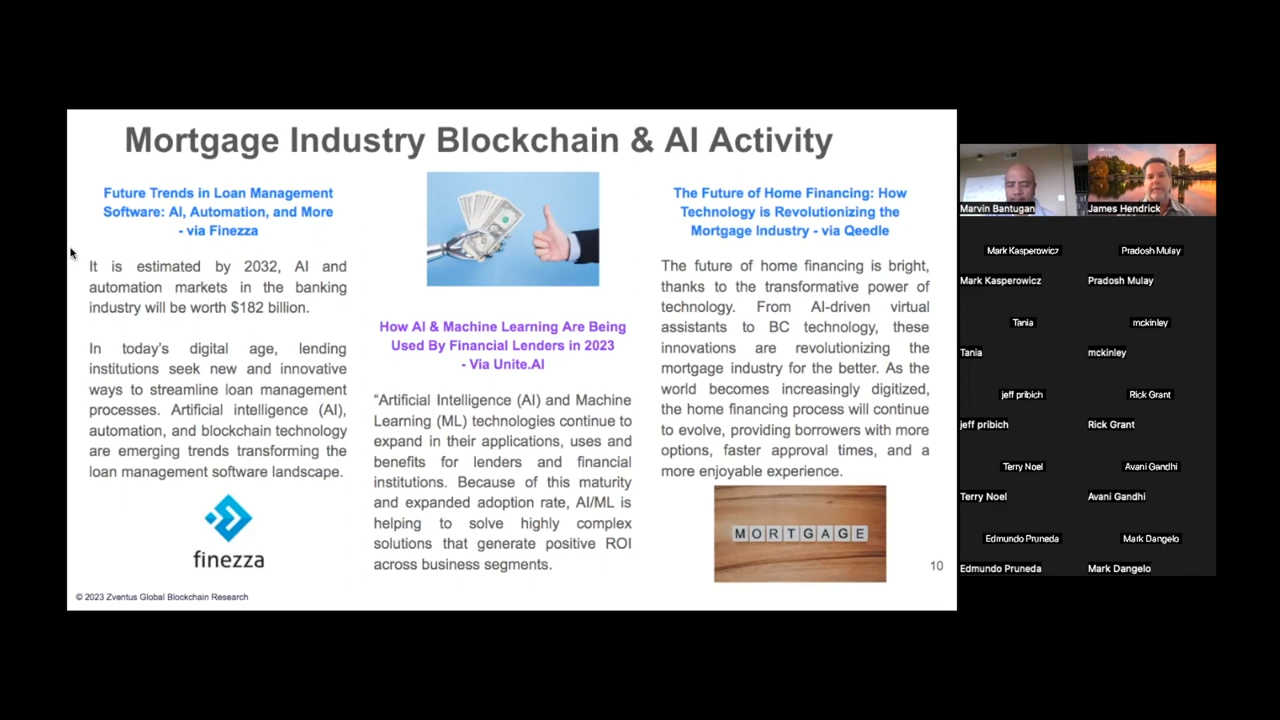 Mortgage Industry Blockchain & AI Activity
Future Trends in Loan Management
Software: AI, Automation, and More
- via Finezza
It is estimated by 2032, AI and
automation markets in the banking
industry will be worth $182 billion.
In today's digital age, lending
institutions seek new and innovative
ways to streamline loan management
processes. Artificial intelligence (AI),
automation, and blockchain technology
are emerging trends transforming the
loan management software landscape.
finezza
How AI & Machine Learning Are Being
Used By Financial Lenders in 2023
- Via Unite.AI
“Artificial Intelligence (AI) and Machine
Learning (ML) technologies continue to
expand in their applications, uses and
benefits for lenders and financial
institutions. Because of this maturity
and expanded adoption rate, AI/ML is
helping to solve highly complex
solutions that generate positive ROI
across business segments.
The Future of Home Financing: How
Technology is Revolutionizing the
Mortgage Industry - via Qeedle
The future of home financing is bright,
thanks to the transformative power of
technology. From AI-driven virtual
assistants to BC technology, these
innovations are revolutionizing the
mortgage industry for the better. As the
world becomes increasingly digitized,
the home financing process will continue
to evolve, providing borrowers with more
options, faster approval times, and a
more enjoyable experience.
MORTGAGE
10
© 2023 Zventus Global Blockchain Research
Marvin Bantugan
James Hendrick
Mark Kasperowicz
Pradosh Mulay
Mark Kasperowicz
Pradosh Mulay
Tania
mckinley
Tania
mckinley
jeff pribich
Rick Grant
jeff pribich
Rick Grant
Terry Noel
Avani Gandhi
Terry Noel
Avani Gandhi
Edmundo Pruneda
Mark Dangelo
Edmundo Pruneda
Mark Dangelo